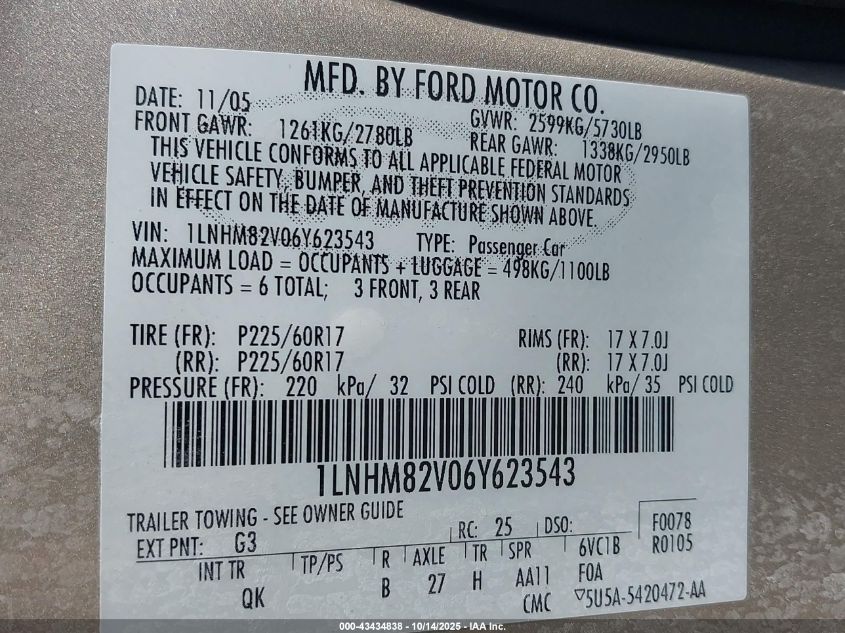 MFD. BY FORD MOTOR CO.
DATE: 11/05 GVWR: 2599KG/5730LB
FRONT GAWR: 1261KG/2780LB REAR GAWR: 1338KG/2950LB
THIS VEHICLE CONFORMS TO ALL APPLICABLE FEDERAL MOTOR
VEHICLE SAFETY, BUMPER, AND THEFT PREVENTION STANDARDS
IN EFFECT ON THE DATE OF MANUFACTURE SHOWN ABOVE.
VIN: 1LNHM82V06Y623543 TYPE: Passenger Car
MAXIMUM LOAD = OCCUPANTS + LUGGAGE = 498KG/1100LB
OCCUPANTS = 6 TOTAL; 3 FRONT, 3 REAR
TIRE (FR): P225/60R17 RIMS (FR): 17 X 7.0J
(RR): P225/60R17 (RR): 17 X 7.0J
PRESSURE (FR): 220 kPa/ 32 PSI COLD (RR): 240 kPa/ 35 PSI COLD
1LNHM82V06Y623543
TRAILER TOWING - SEE OWNER GUIDE
RC: 25 DSO: F0078
EXT PNT: G3 R0105
INT TR TP/PS R AXLE TR SPR 6VC1B
QK B 27 H AA11 FOA
CMC ▽5U5A-5420472-AA
000-43434838 - 10/14/2025 - IAA Inc.